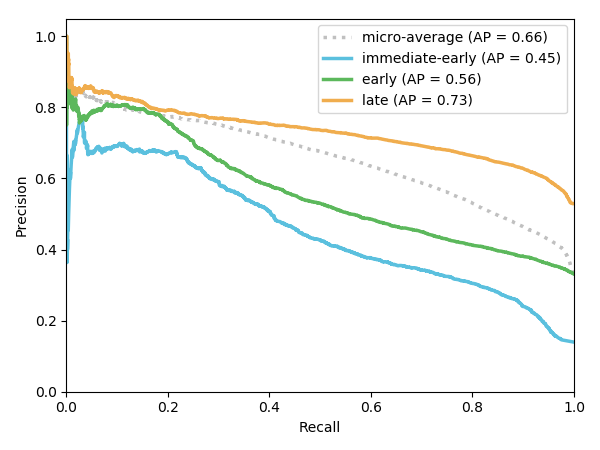 micro-average (AP = 0.66)
immediate-early (AP = 0.45)
early (AP = 0.56)
late (AP = 0.73)
1.0
0.8
0.6
0.4
0.2
0.0
Precision
0.0 0.2 0.4 0.6 0.8 1.0
Recall